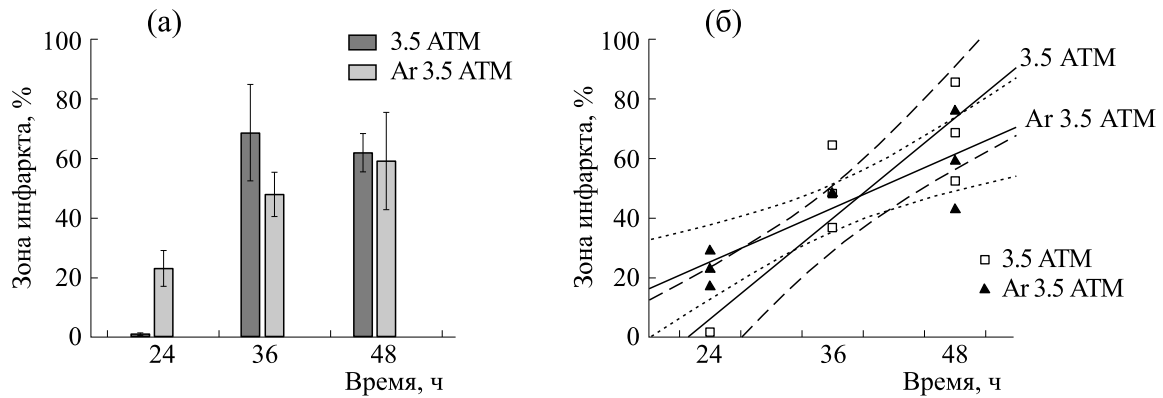 (а)
100
80
60
40
20
0
Зона инфаркта, %
3.5 АТМ
Ar 3.5 АТМ
24
36
48
Время, ч
(б)
100
80
60
40
20
0
Зона инфаркта, %
3.5 АТМ
Ar 3.5 АТМ
3.5 АТМ
Ar 3.5 АТМ
24
36
48
Время, ч